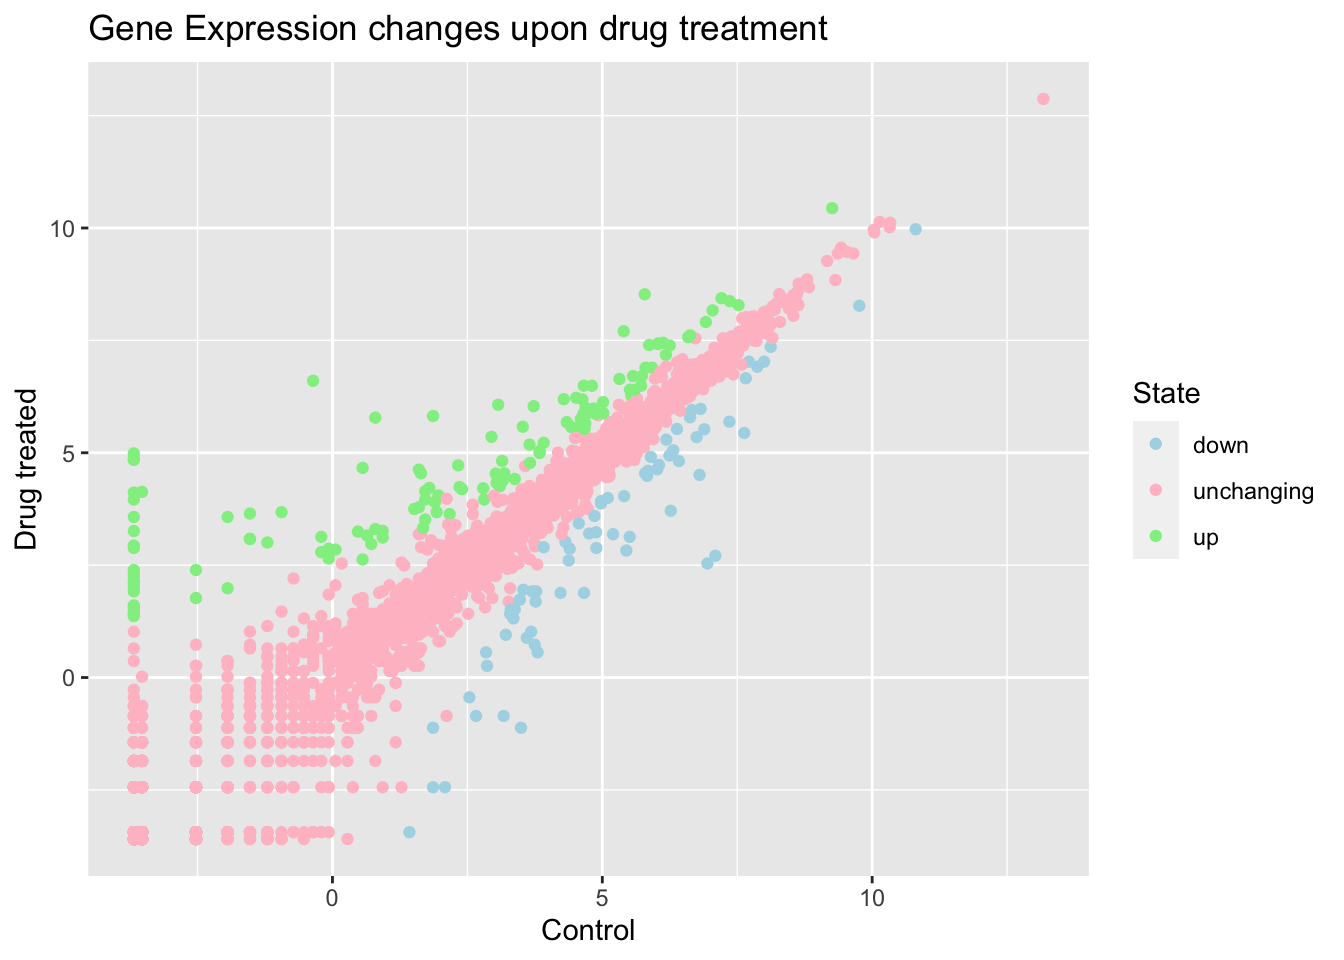 Gene Expression changes upon drug treatment
Drug treated
10
5
0
0 5 10
Control
State
down
unchanging
up